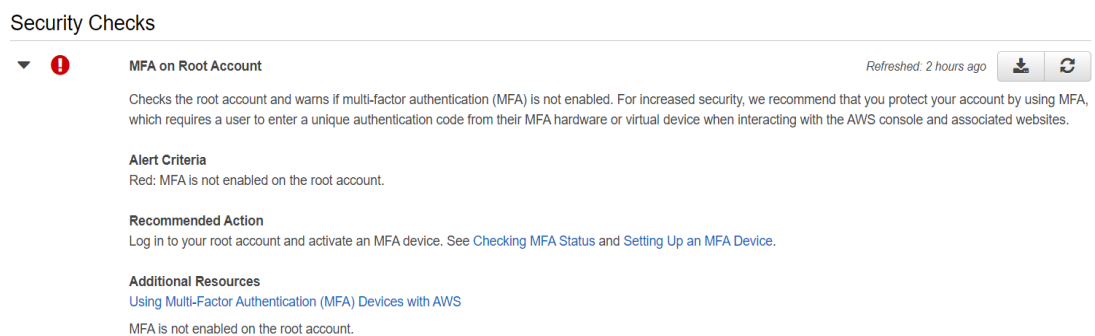 Security Checks
MFA on Root Account
Refreshed: 2 hours ago
Checks the root account and warns if multi-factor authentication (MFA) is not enabled. For increased security, we recommend that you protect your account by using MFA,
which requires a user to enter a unique authentication code from their MFA hardware or virtual device when interacting with the AWS console and associated websites.
Alert Criteria
Red: MFA is not enabled on the root account.
Recommended Action
Log in to your root account and activate an MFA device. See Checking MFA Status and Setting Up an MFA Device.
Additional Resources
Using Multi-Factor Authentication (MFA) Devices with AWS
MFA is not enabled on the root account.